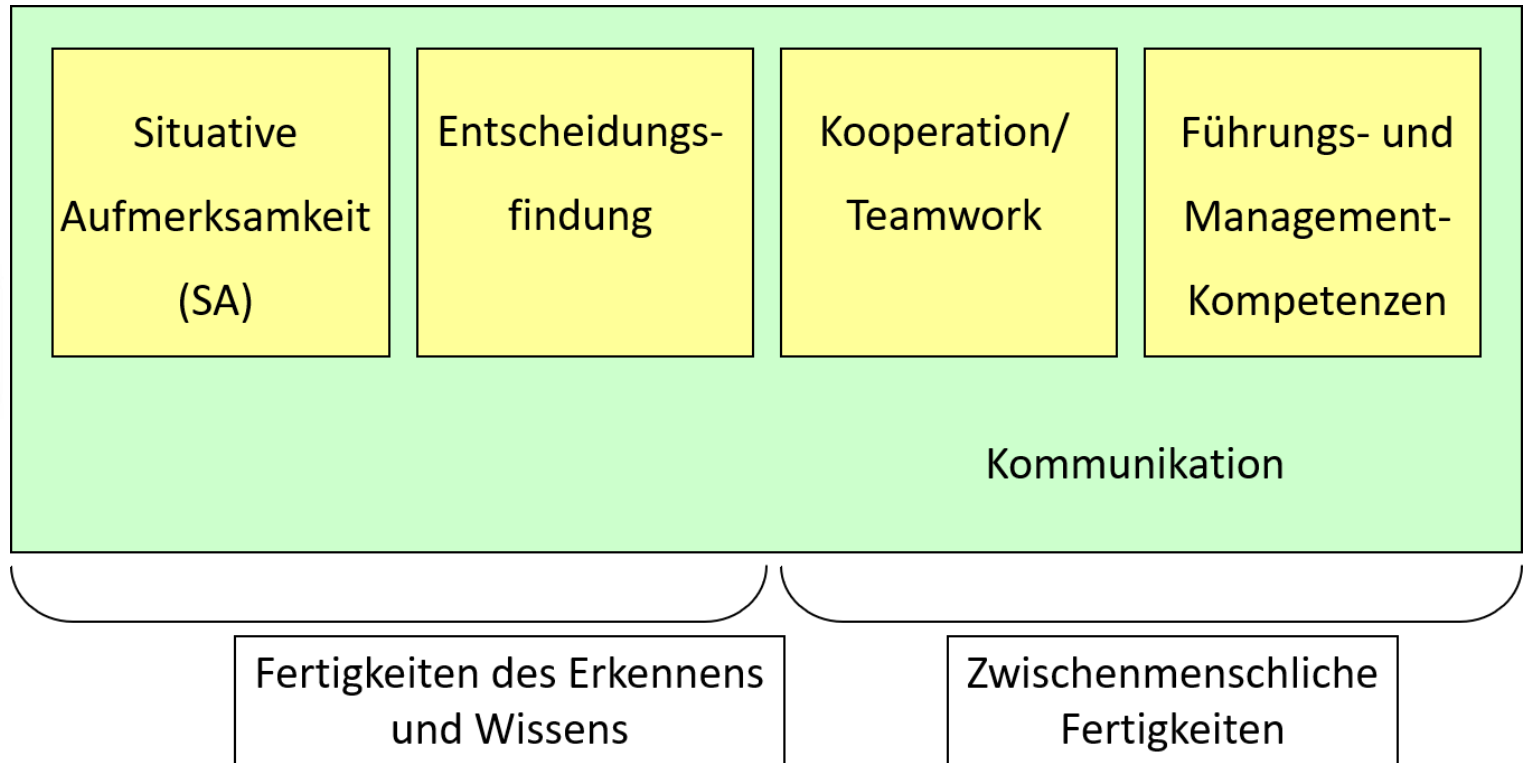 Situative
Aufmerksamkeit
(SA)
Entscheidungs-
findung
Kooperation/
Teamwork
Führungs- und
Management-
Kompetenzen
Kommunikation
Fertigkeiten des Erkennens
und Wissens
Zwischenmenschliche
Fertigkeiten